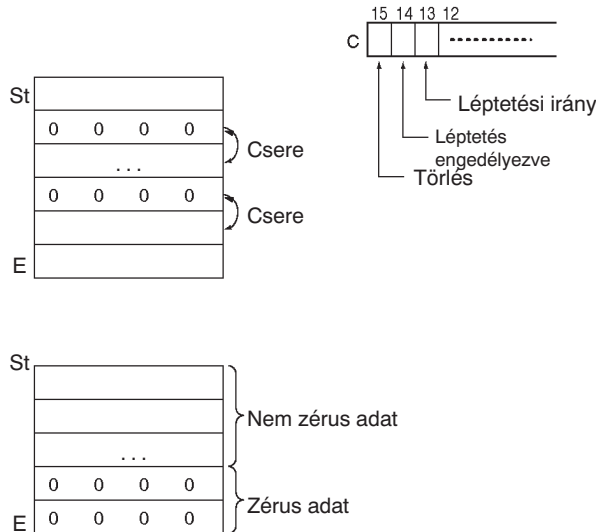 15 14 13 12
C
Léptetési irány
Léptetés
engedélyezve
Törlés
St
0 0 0 0
Csere
...
0 0 0 0
Csere
E
St
Nem zérus adat
...
0 0 0 0
Zérus adat
E 0 0 0 0